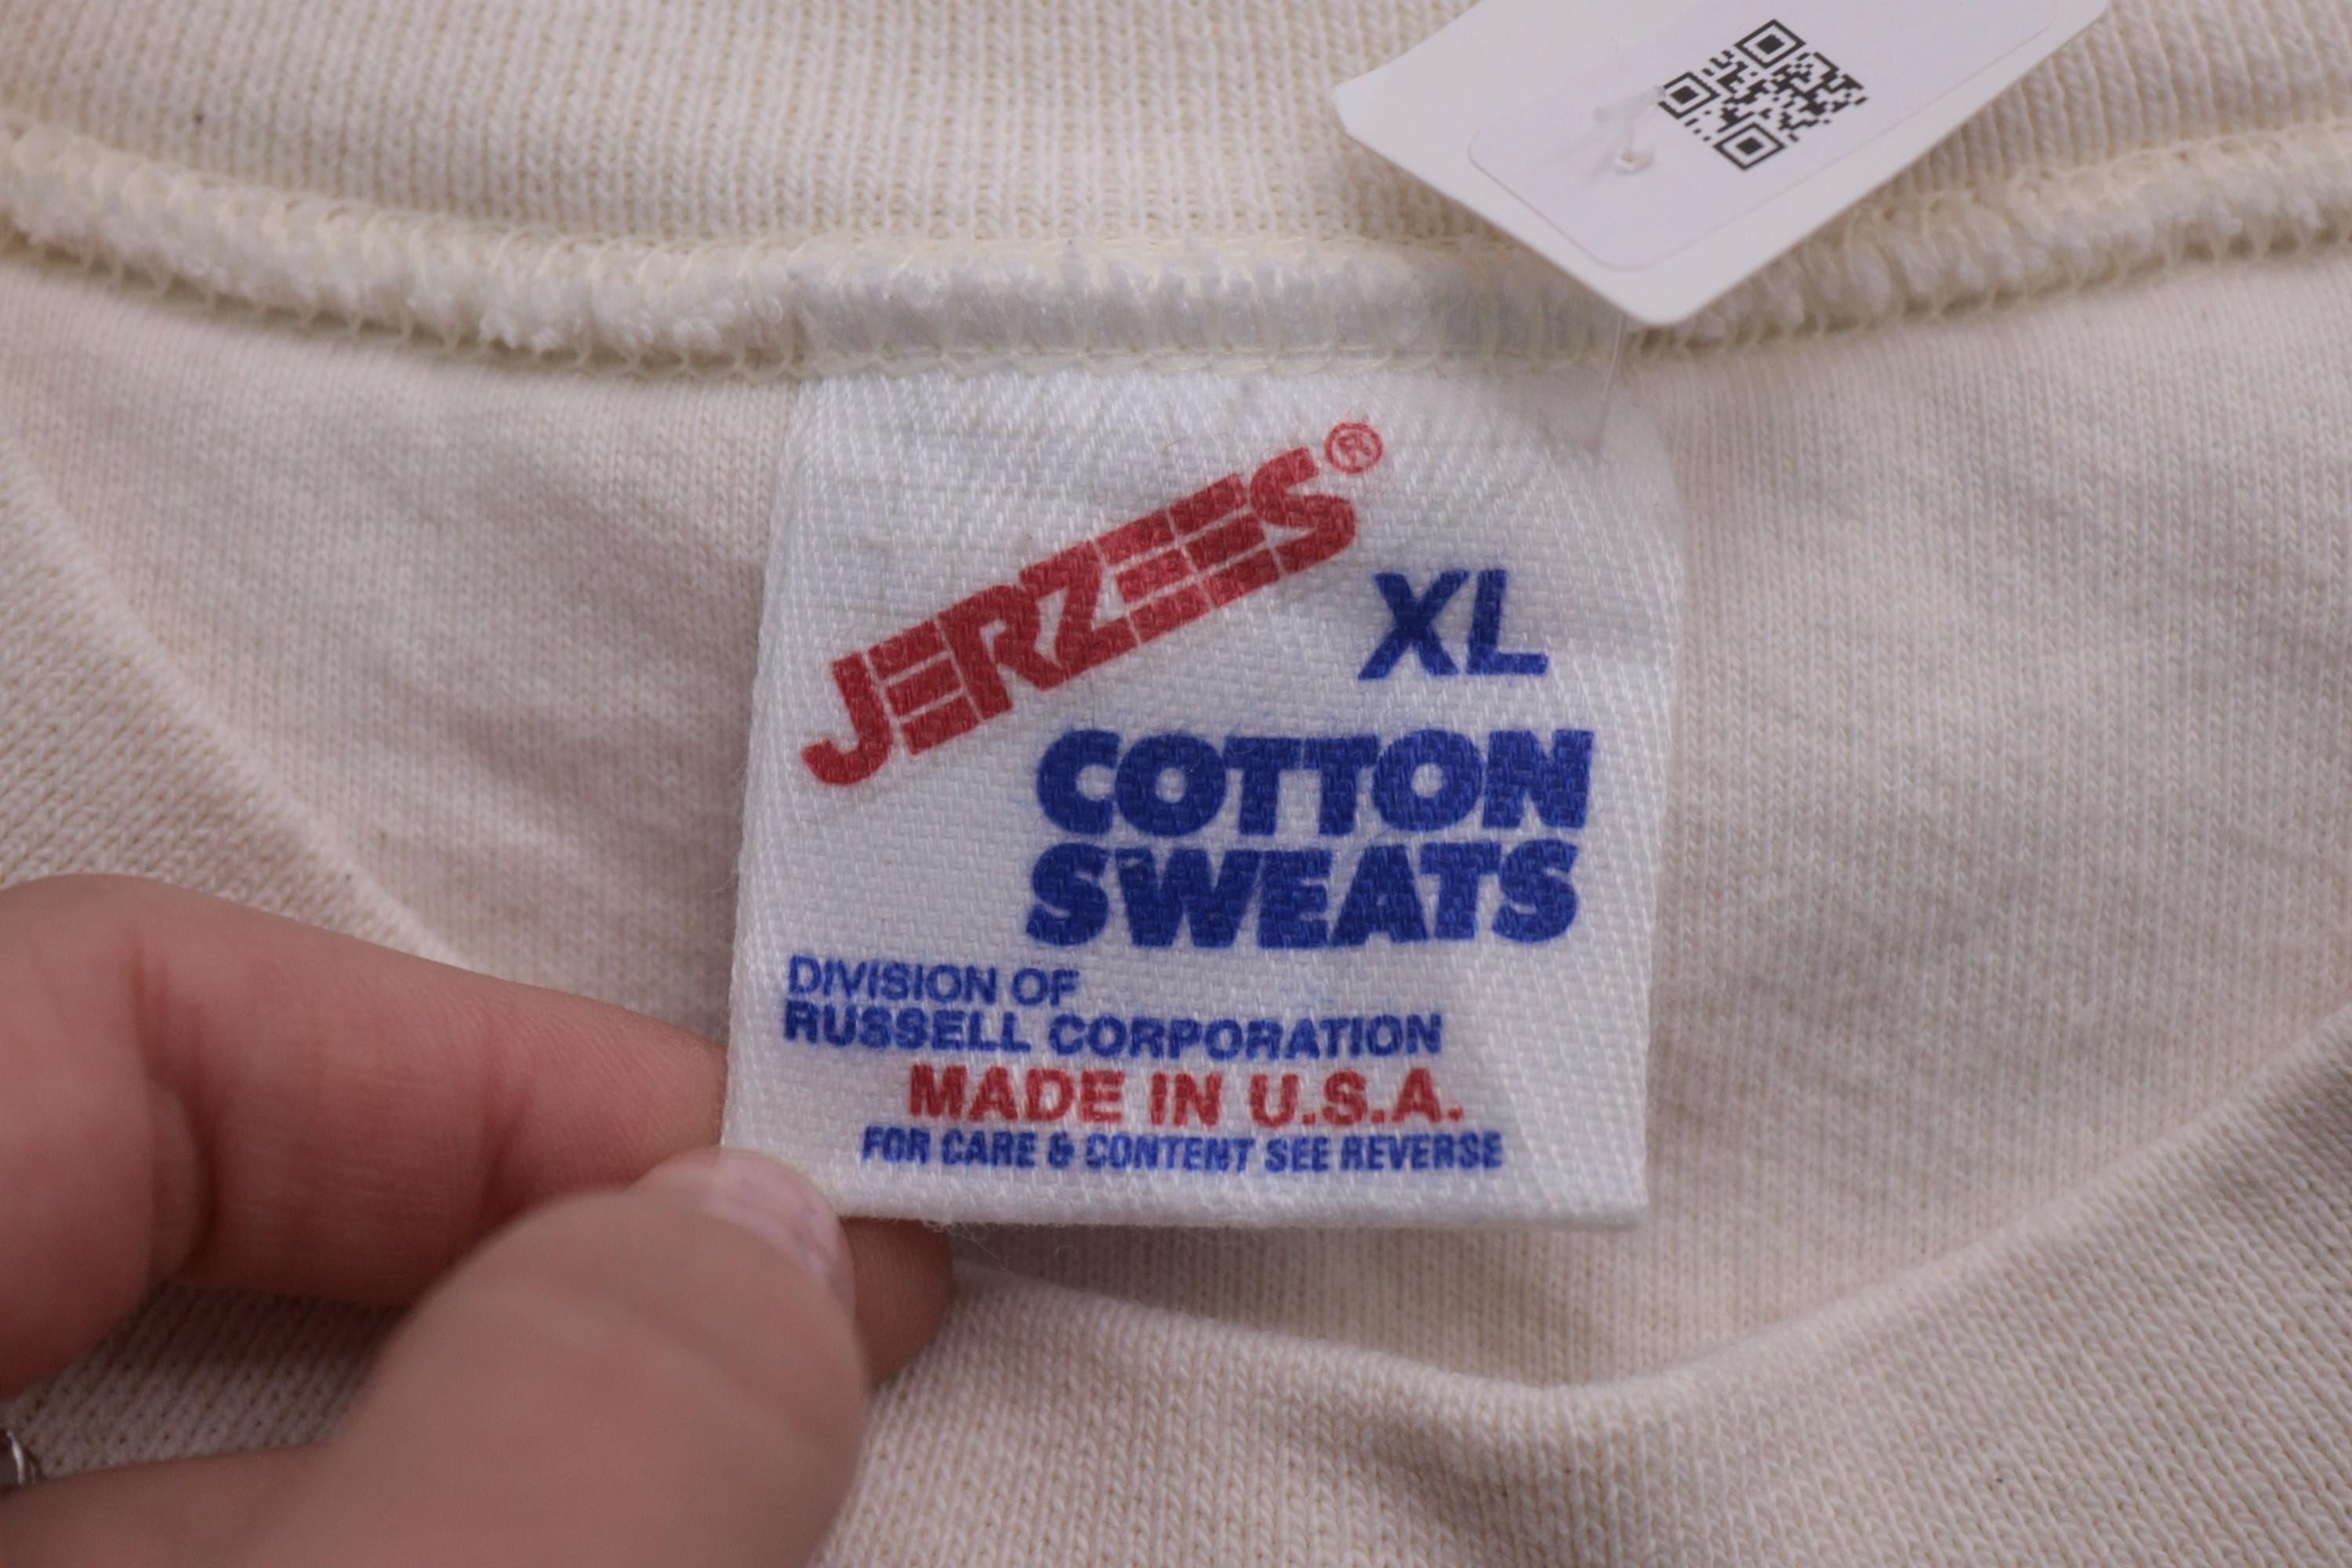 JERZEES®
XL
COTTON
SWEATS
DIVISION OF
RUSSELL CORPORATION
MADE IN U.S.A.
FOR CARE & CONTENT SEE REVERSE